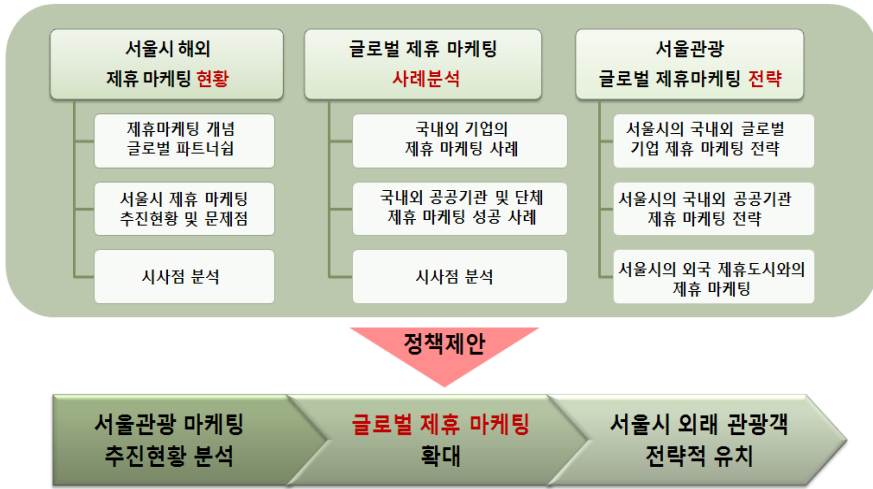 서울시 해외
제휴 마케팅 현황
제휴마케팅 개념
글로벌 파트너쉽
서울시 제휴 마케팅
추진현황 및 문제점
시사점 분석
글로벌 제휴 마케팅
사례분석
국내외 기업의
제휴 마케팅 사례
국내외 공공기관 및 단체
제휴 마케팅 성공 사례
시사점 분석
서울관광
글로벌 제휴마케팅 전략
서울시의 국내외 글로벌
기업 제휴 마케팅 전략
서울시의 국내외 공공기관
제휴 마케팅 전략
서울시의 외국 제휴도시와의
제휴 마케팅
정책제안
서울관광 마케팅
추진현황 분석
글로벌 제휴 마케팅
확대
서울시 외래 관광객
전략적 유치